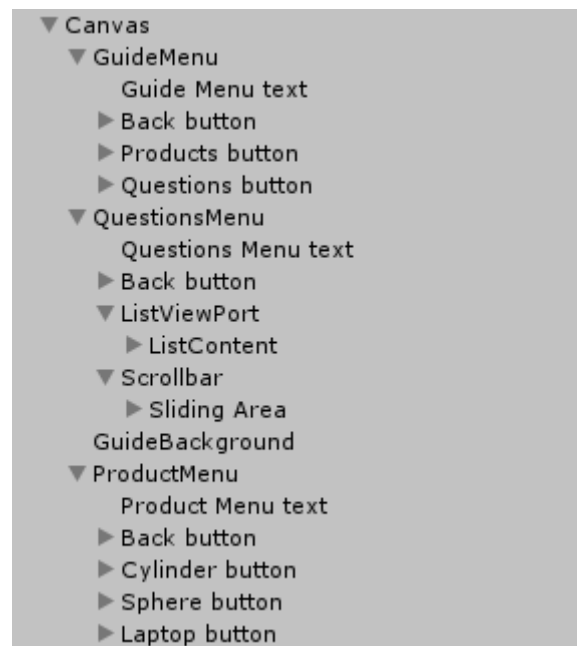 Canvas
GuideMenu
Guide Menu text
Back button
Products button
Questions button
QuestionsMenu
Questions Menu text
Back button
ListViewPort
ListContent
Scrollbar
Sliding Area
GuideBackground
ProductMenu
Product Menu text
Back button
Cylinder button
Sphere button
Laptop button